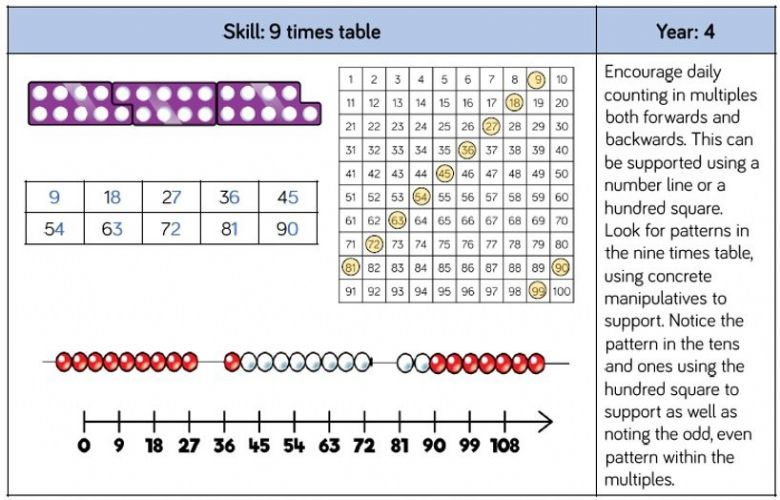 Skill: 9 times table
Year: 4
1 2 3 4 5 6 7 8 9 10
11 12 13 14 15 16 17 18 19 20
21 22 23 24 25 26 27 28 29 30
31 32 33 34 35 36 37 38 39 40
41 42 43 44 45 46 47 48 49 50
51 52 53 54 55 56 57 58 59 60
61 62 63 64 65 66 67 68 69 70
71 72 73 74 75 76 77 78 79 80
81 82 83 84 85 86 87 88 89 90
91 92 93 94 95 96 97 98 99 100
9 18 27 36 45
54 63 72 81 90
0 9 18 27 36 45 54 63 72 81 90 99 108
Encourage daily
counting in multiples
both forwards and
backwards. This can
be supported using a
number line or a
hundred square.
Look for patterns in
the nine times table,
using concrete
manipulatives to
support. Notice the
pattern in the tens
and ones using the
hundred square to
support as well as
noting the odd, even
pattern within the
multiples.